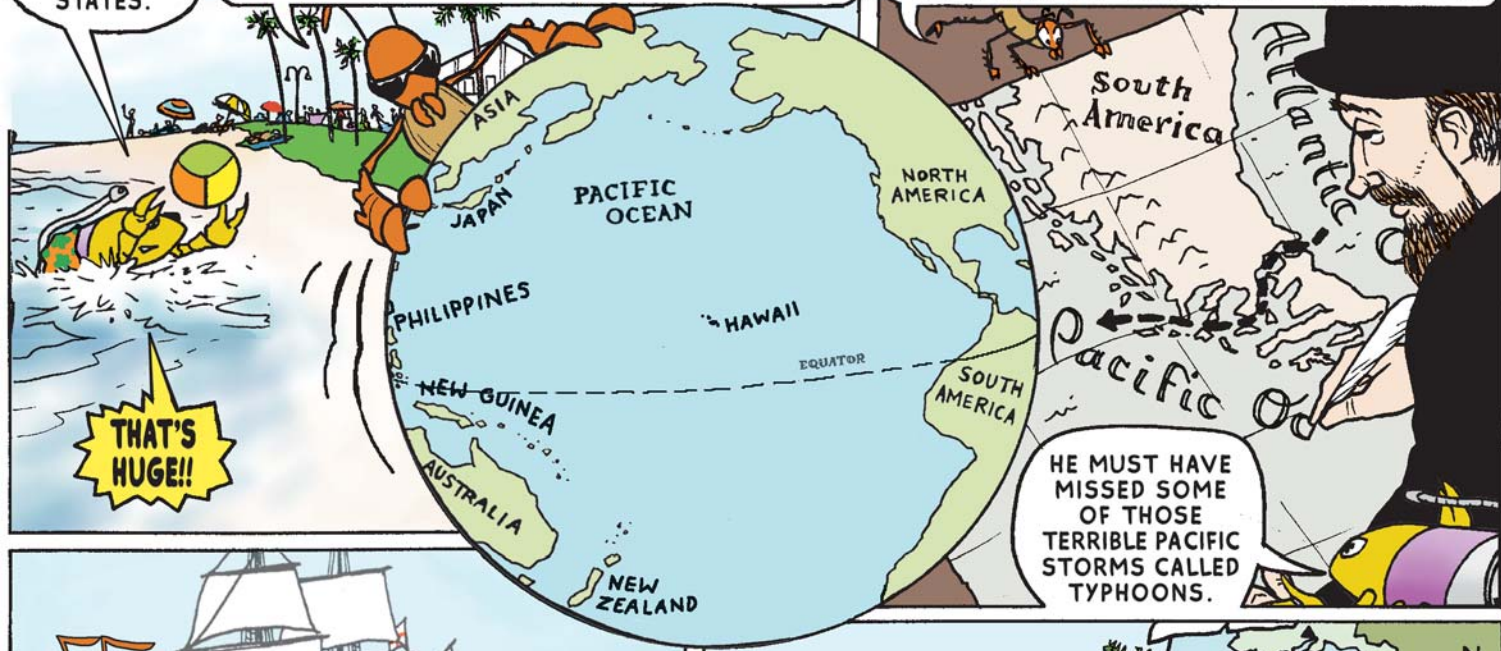 STATES.
THAT'S
HUGE!!
ASIA
JAPAN
PACIFIC
OCEAN
NORTH
AMERICA
PHILIPPINES
HAWAII
EQUATOR
NEW GUINEA
SOUTH
AMERICA
AUSTRALIA
NEW
ZEALAND
South
America
Atlantic O
Pacific Oc
HE MUST HAVE
MISSED SOME
OF THOSE
TERRIBLE PACIFIC
STORMS CALLED
TYPHOONS.